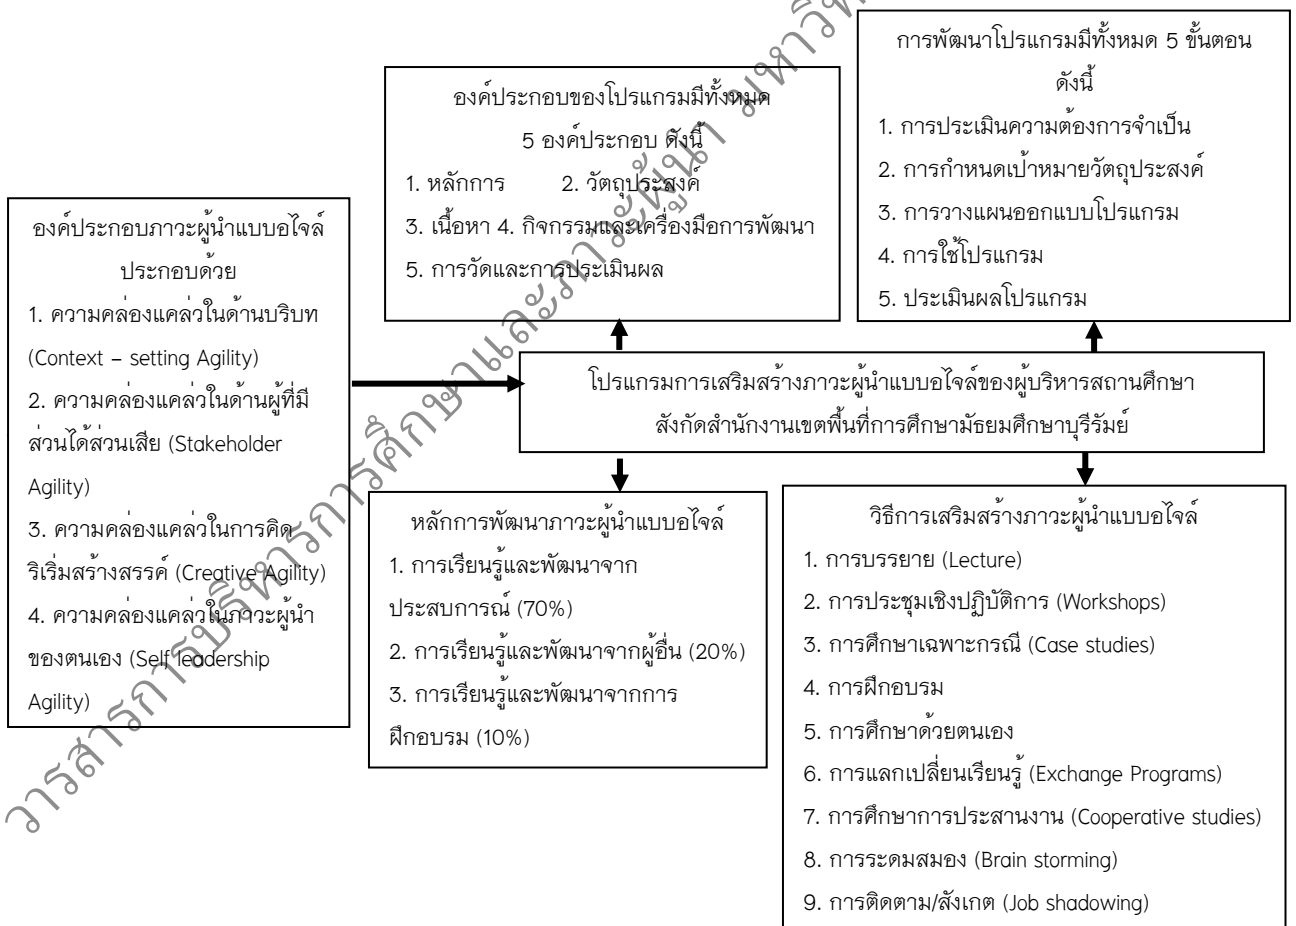 องค์ประกอบภาวะผู้นำแบบอไจล์
ประกอบด้วย
1. ความคล่องแคล่วในด้านบริบท
(Context – setting Agility)
2. ความคล่องแคล่วในด้านผู้ที่มี
ส่วนได้ส่วนเสีย (Stakeholder
Agility)
3. ความคล่องแคล่วในการคิด
ริเริ่มสร้างสรรค์ (Creative Agility)
4. ความคล่องแคล่วในภาวะผู้นำ
ของตนเอง (Self leadership
Agility)
องค์ประกอบของโปรแกรมมีทั้งหมด
5 องค์ประกอบ ดังนี้
1. หลักการ 2. วัตถุประสงค์
3. เนื้อหา 4. กิจกรรมและเครื่องมือการพัฒนา
5. การวัดและการประเมินผล
การพัฒนาโปรแกรมมีทั้งหมด 5 ขั้นตอน
ดังนี้
1. การประเมินความต้องการจำเป็น
2. การกำหนดเป้าหมายวัตถุประสงค์
3. การวางแผนออกแบบโปรแกรม
4. การใช้โปรแกรม
5. ประเมินผลโปรแกรม
โปรแกรมการเสริมสร้างภาวะผู้นำแบบอไจล์ของผู้บริหารสถานศึกษา
สังกัดสำนักงานเขตพื้นที่การศึกษามัธยมศึกษาบุรีรัมย์
หลักการพัฒนาภาวะผู้นำแบบอไจล์
1. การเรียนรู้และพัฒนาจาก
ประสบการณ์ (70%)
2. การเรียนรู้และพัฒนาจากผู้อื่น (20%)
3. การเรียนรู้และพัฒนาจากการ
ฝึกอบรม (10%)
วิธีการเสริมสร้างภาวะผู้นำแบบอไจล์
1. การบรรยาย (Lecture)
2. การประชุมเชิงปฏิบัติการ (Workshops)
3. การศึกษาเฉพาะกรณี (Case studies)
4. การฝึกอบรม
5. การศึกษาด้วยตนเอง
6. การแลกเปลี่ยนเรียนรู้ (Exchange Programs)
7. การศึกษาการประสานงาน (Cooperative studies)
8. การระดมสมอง (Brain storming)
9. การติดตาม/สังเกต (Job shadowing)
วารสารการบริหารการศึกษาและภาวะผู้นำ